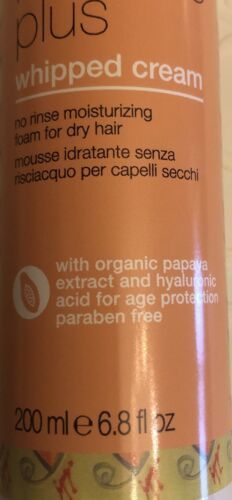 plus
whipped cream
no rinse moisturizing
foam for dry hair
mousse idratante senza
risciacquo per capelli secchi
with organic papaya
extract and hyaluronic
acid for age protection
paraben free
200 ml e 6.8 fl oz